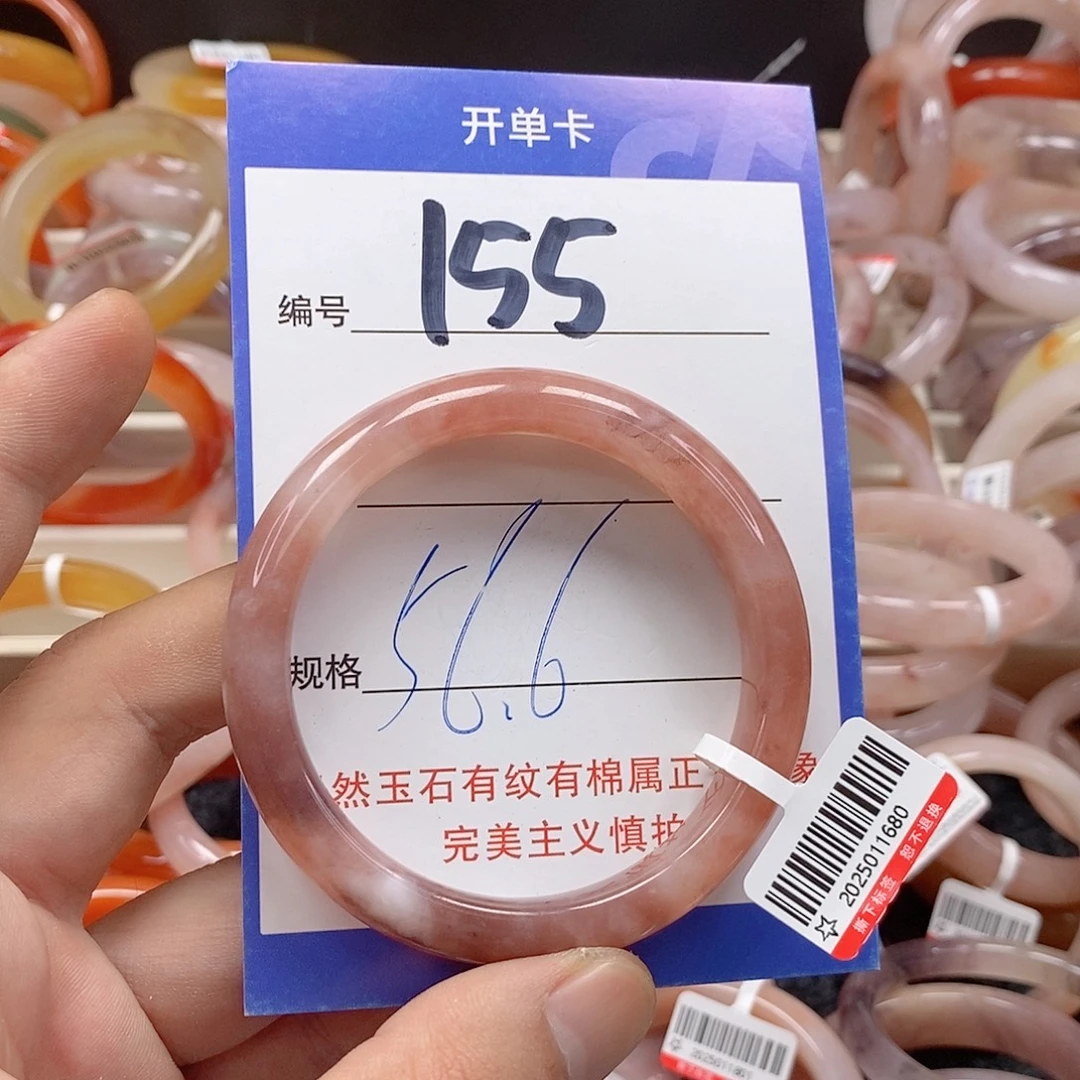 开单卡
编号 155
规格 56.6
然玉石有纹有棉属正 象
完美主义慎拍
2025011680
撕下标签 恕不退换